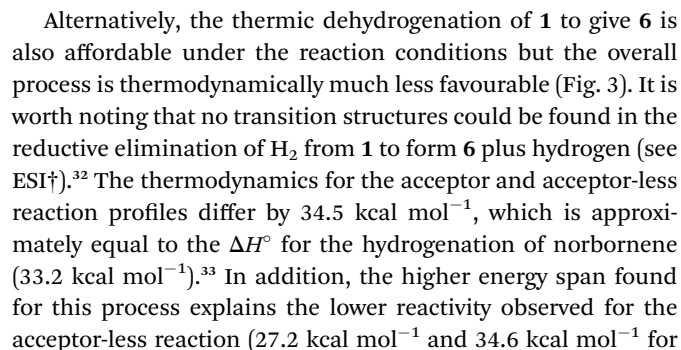 Alternatively, the thermic dehydrogenation of 1 to give 6 is
also affordable under the reaction conditions but the overall
process is thermodynamically much less favourable (Fig. 3). It is
worth noting that no transition structures could be found in the
reductive elimination of H₂ from 1 to form 6 plus hydrogen (see
ESI†).³² The thermodynamics for the acceptor and acceptor-less
reaction profiles differ by 34.5 kcal mol⁻¹, which is approxi-
mately equal to the ΔH° for the hydrogenation of norbornene
(33.2 kcal mol⁻¹).³³ In addition, the higher energy span found
for this process explains the lower reactivity observed for the
acceptor-less reaction (27.2 kcal mol⁻¹ and 34.6 kcal mol⁻¹ for